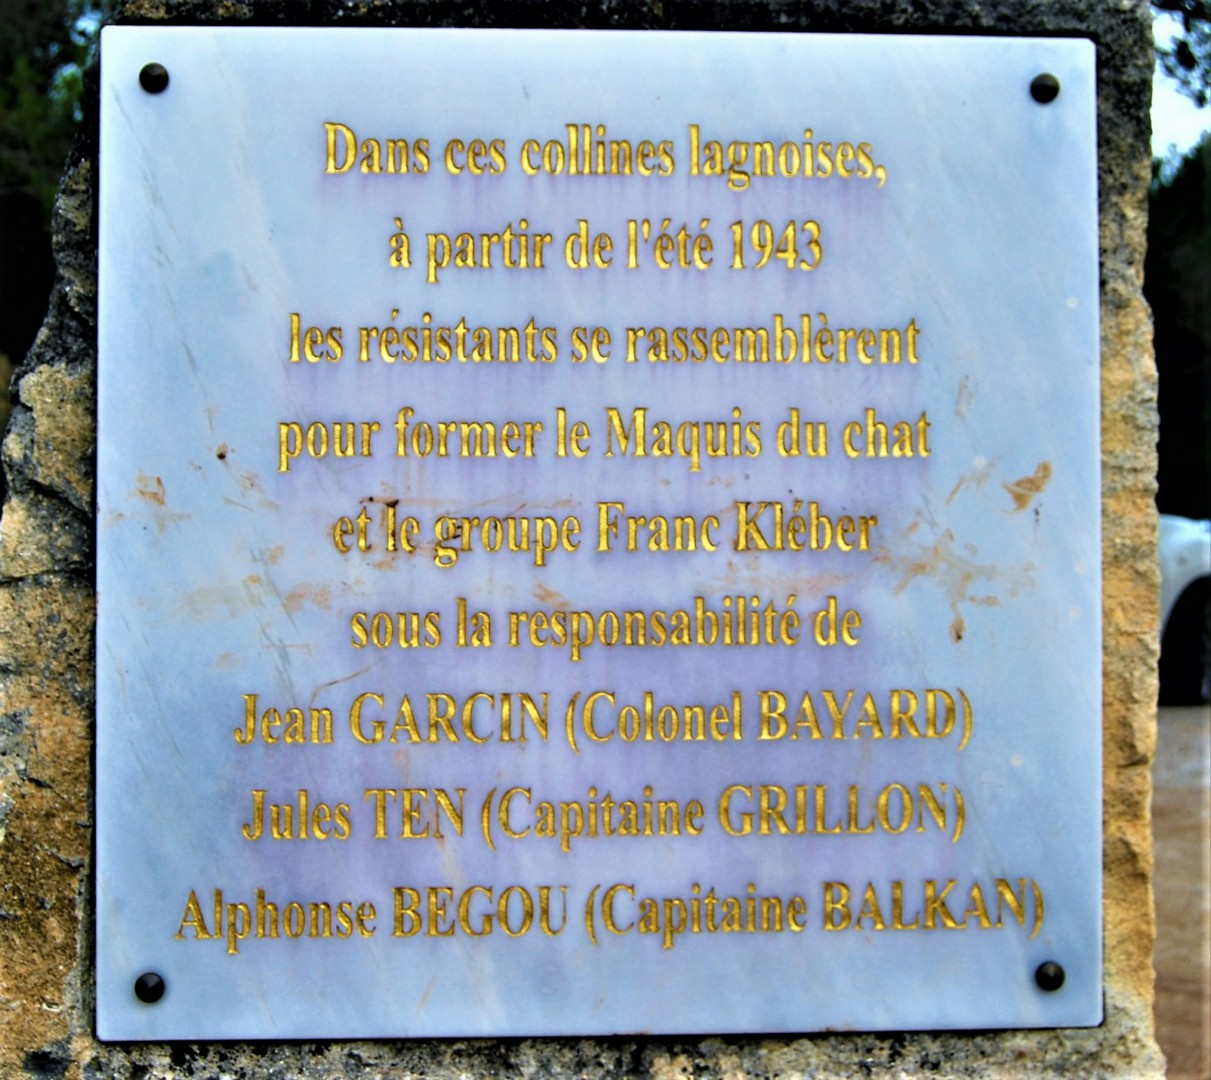 Dans ces collines lagnoises,
à partir de l'été 1943
les résistants se rassemblèrent
pour former le Maquis du chat
et le groupe Franc Kléber
sous la responsabilité de
Jean GARCIN (Colonel BAYARD)
Jules TEN (Capitaine GRILLON)
Alphonse BEGOU (Capitaine BALKAN)